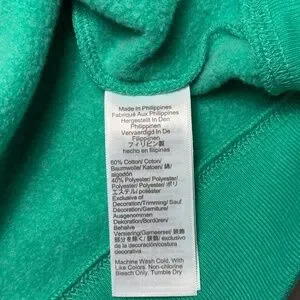 Made in Philippines
Fabriqué Aux Philippines
Hergestellt In Den
Philippinen
Vervaardigd In De
Filippijnen
フィリピン製
hecho en filipinas
60% Cotton/ Coton/
Baumwolle/ Katoen/ 綿/
algodón
40% Polyester/ Polyester/
Polyester/ Polyester/ ポリ
エステル/ poliéster
Exclusive of
Decoration/Trimming/ Sauf
Décoration/Garniture/
Ausgenommen
Dekoration/Bordüren/
Behalve
Versiering/Garneersel/ 装飾
部分を除く/ excl
de la decoración/costura
decorativa
Machine Wash Cold, With
Like Colors. Non-chlorine
Bleach Only. Tumble Dry